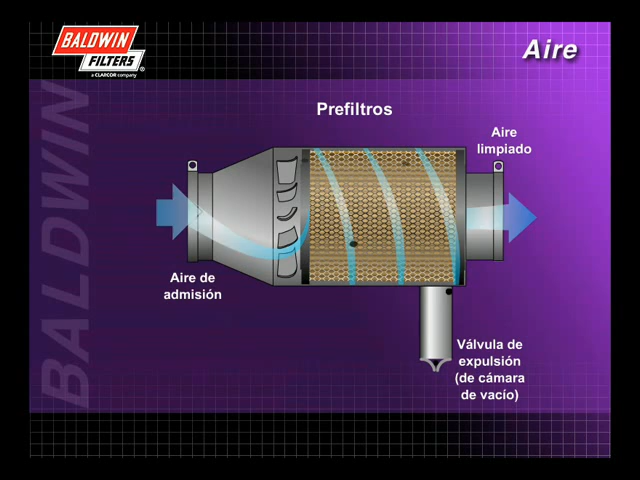 BALDWIN
FILTERS®
a CLARCOR company
Aire
BALDWIN
Prefiltros
Aire
limpiado
Aire de
admisión
Válvula de
expulsión
(de cámara
de vacío)